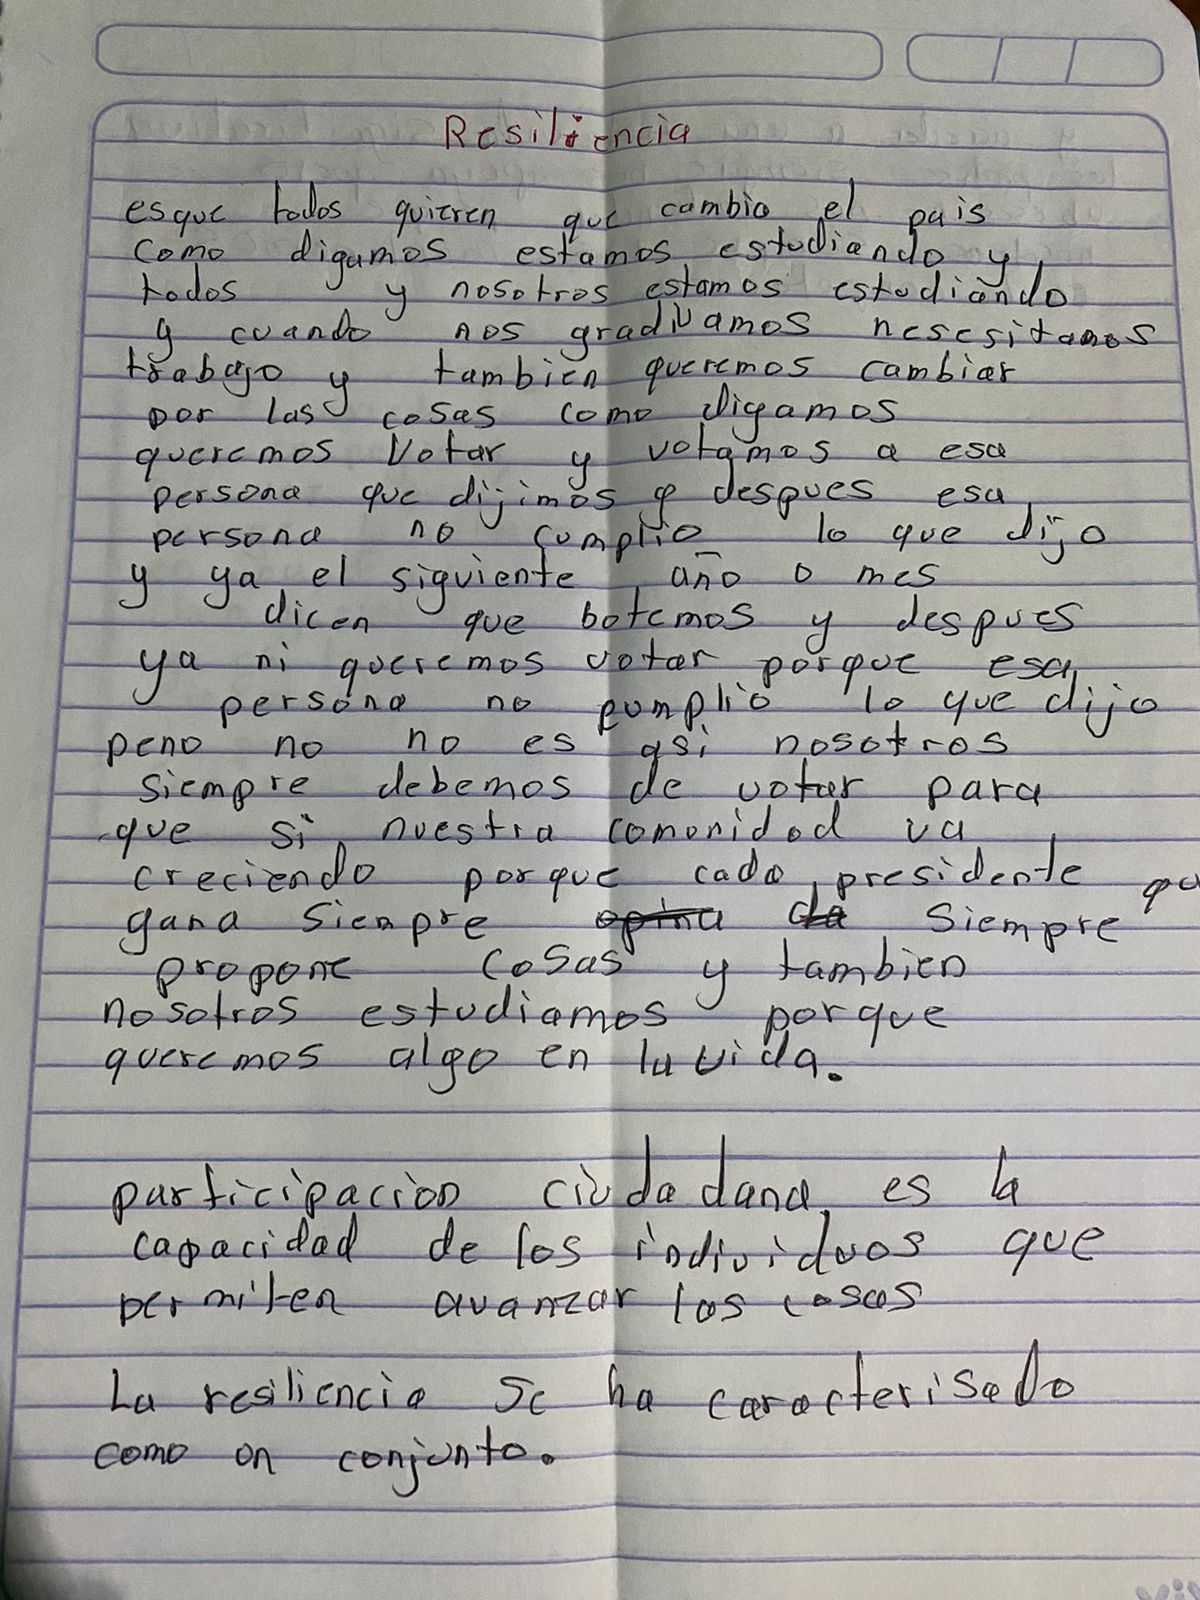 Resiliencia
esque todos quieren que cambio el pais
como digamos estamos estudiando y
todos y nosotros estamos estudiando
y cuando nos gradiuamos nesesitamos
trabajo y tambien queremos cambiar
por las cosas como digamos
queremos votar y votamos a esa
persona que dijimos y despues esa
persona no cumplio lo que dijo
y ya el siguiente año o mes
dicen que botemos y despues
ya ni queremos votar porque esa
persona no cumplio lo que dijo
pero no no es asi nosotros
siempre debemos de votar para
que si nuestra comonidad va
creciendo porque cada presidente qu
gana siempre opina da siempre
propone cosas y tambien
nosotros estudiamos porque
queremos algo en la vida.
participacion ciudadana es la
capacidad de los individuos que
permiten avanzar las cosas
La resiliencia se ha caracterisado
como on conjunto.